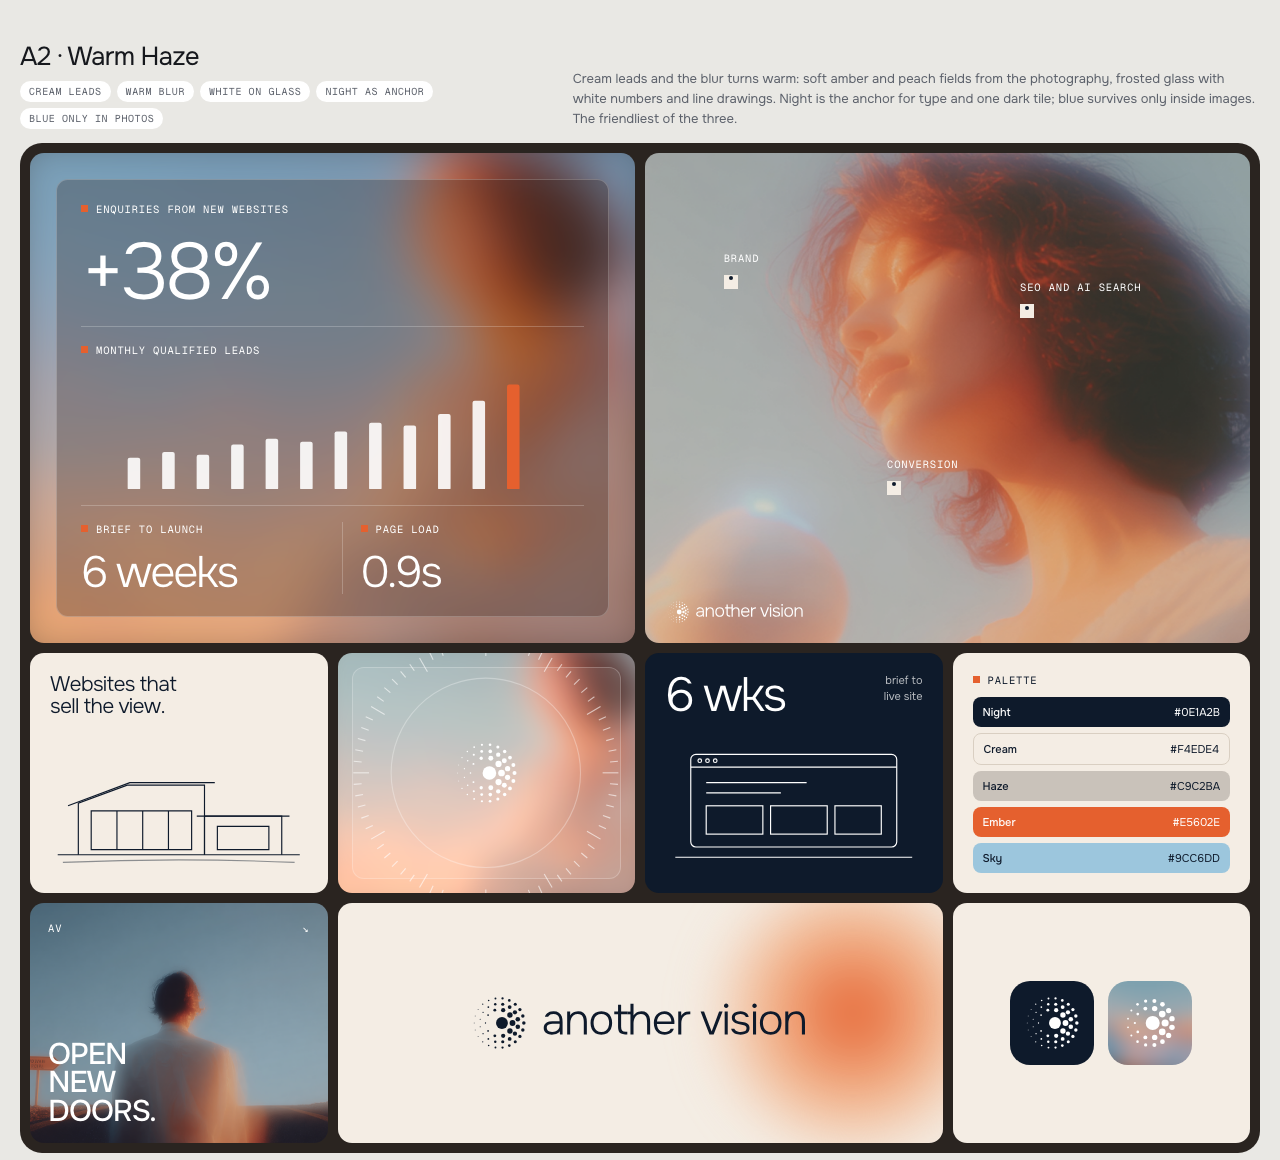 A2 · Warm Haze
CREAM LEADS
WARM BLUR
WHITE ON GLASS
NIGHT AS ANCHOR
BLUE ONLY IN PHOTOS
Cream leads and the blur turns warm: soft amber and peach fields from the photography, frosted glass with
white numbers and line drawings. Night is the anchor for type and one dark tile; blue survives only inside images.
The friendliest of the three.
ENQUIRIES FROM NEW WEBSITES
+38%
MONTHLY QUALIFIED LEADS
BRIEF TO LAUNCH
6 weeks
PAGE LOAD
0.9s
BRAND
SEO AND AI SEARCH
CONVERSION
another vision
Websites that
sell the view.
6 wks
brief to
live site
PALETTE
Night #0E1A2B
Cream #F4EDE4
Haze #C9C2BA
Ember #E5602E
Sky #9CC6DD
AV
↘
OPEN
NEW
DOORS.
another vision